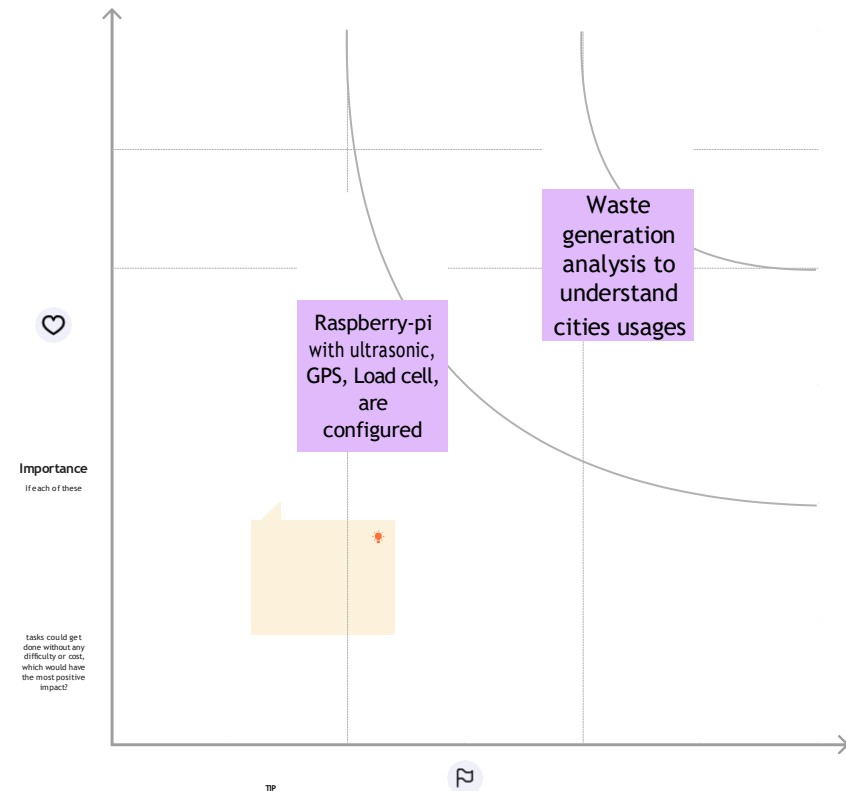 Waste
generation
analysis to
understand
cities usages
Raspberry-pi
with ultrasonic,
GPS, Load cell,
are
configured
Importance
If each of these
tasks could get
done without any
difficulty or cost,
which would have
the most positive
impact?
TIP